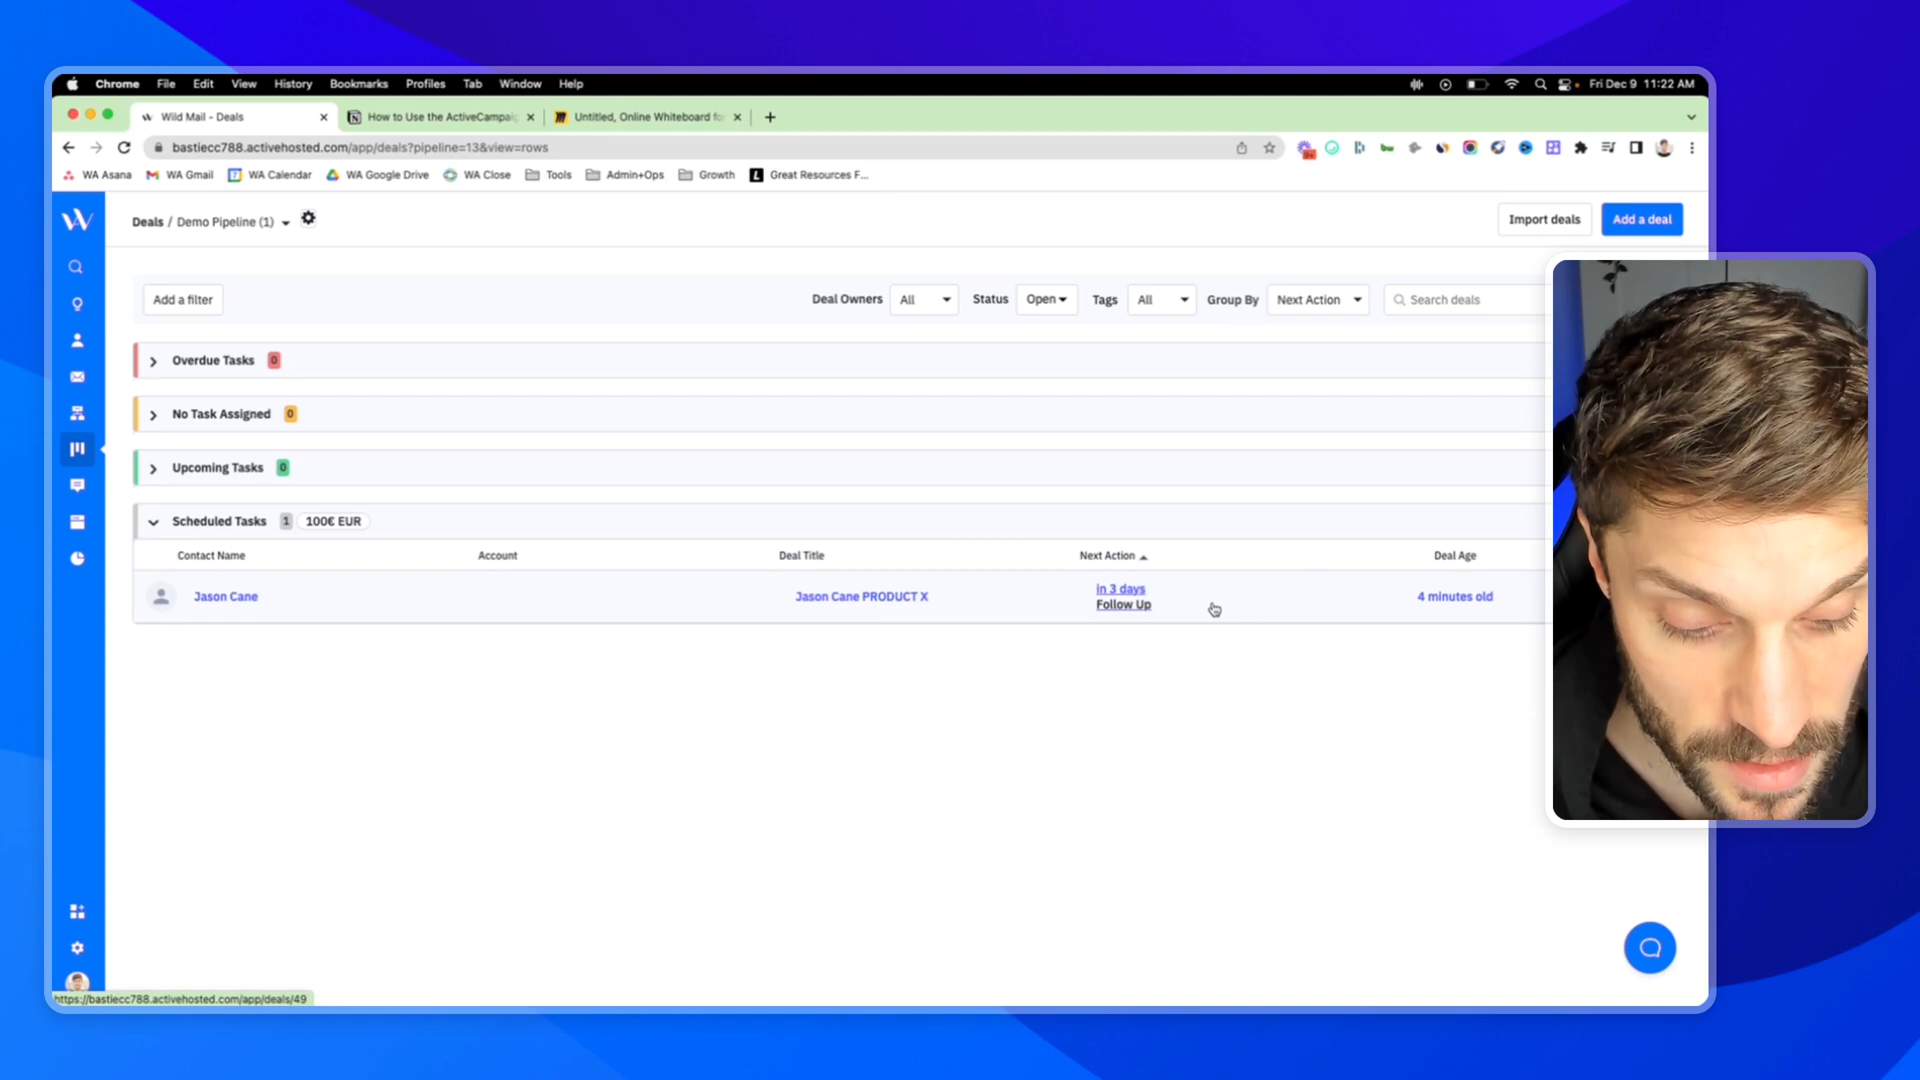 Chrome File Edit View History Bookmarks Profiles Tab Window Help Fri Dec 9 11:22 AM
Wild Mail - Deals How to Use the ActiveCampai Untitled, Online Whiteboard fo
bastiecc788.activehosted.com/app/deals?pipeline=13&view=rows
WA Asana WA Gmail WA Calendar WA Google Drive WA Close Tools Admin+Ops Growth Great Resources F...
Deals / Demo Pipeline (1) Import deals Add a deal
Add a filter Deal Owners All Status Open Tags All Group By Next Action Search deals
Overdue Tasks 0
No Task Assigned 0
Upcoming Tasks 0
Scheduled Tasks 1 100€ EUR
Contact Name Account Deal Title Next Action Deal Age
Jason Cane Jason Cane PRODUCT X in 3 days 4 minutes old
Follow Up
https://bastiecc788.activehosted.com/app/deals/49